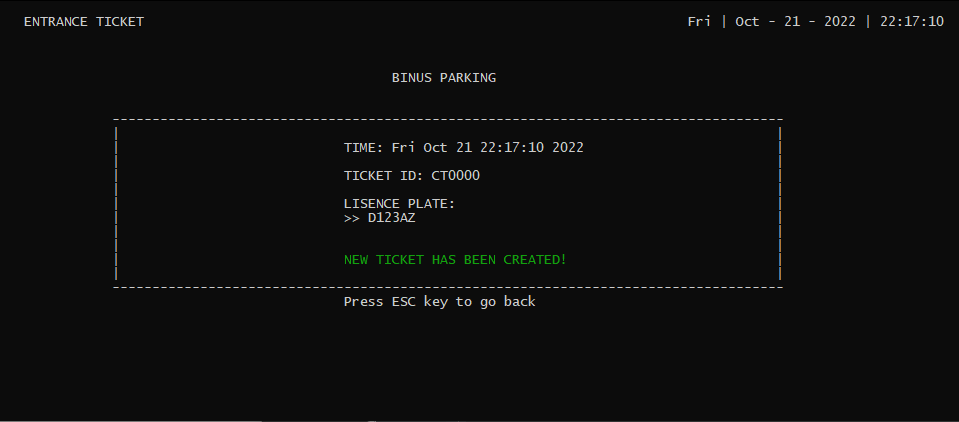 ENTRANCE TICKET
Fri | Oct - 21 - 2022 | 22:17:10
BINUS PARKING
TIME: Fri Oct 21 22:17:10 2022
TICKET ID: CT0000
LISENCE PLATE:
>> D123AZ
NEW TICKET HAS BEEN CREATED!
Press ESC key to go back